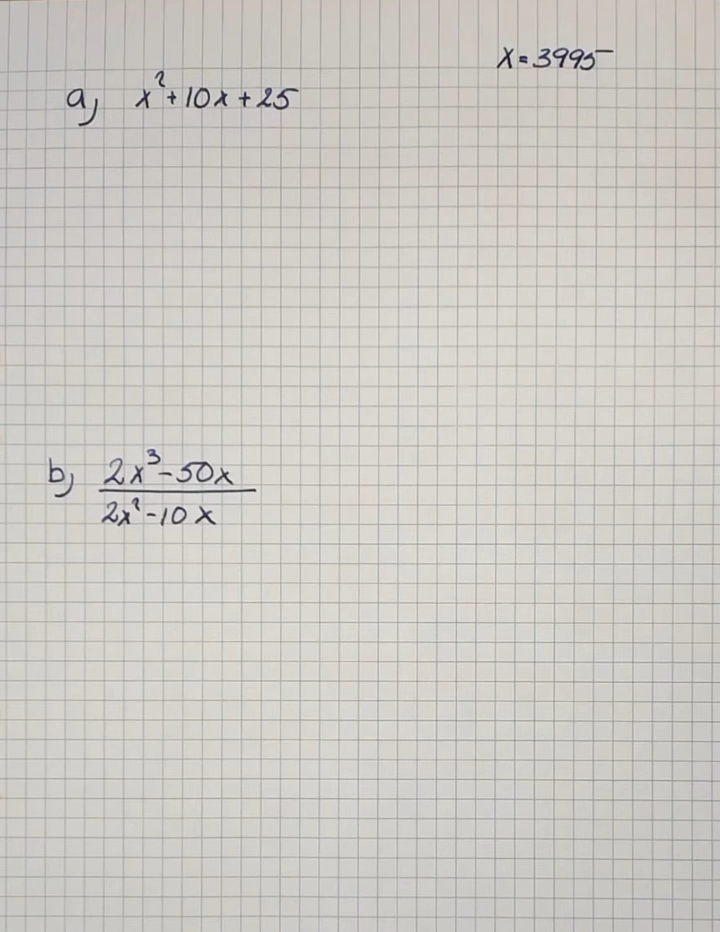 x = 3995
a) x² + 10x + 25
b) 2x³ - 50x
2x² - 10x